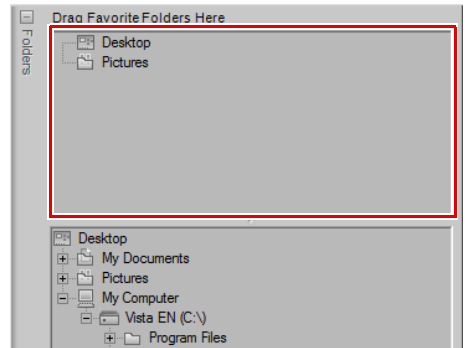 Drag Favorite Folders Here
Folders
Desktop
Pictures
Desktop
My Documents
Pictures
My Computer
Vista EN (C:\)
Program Files